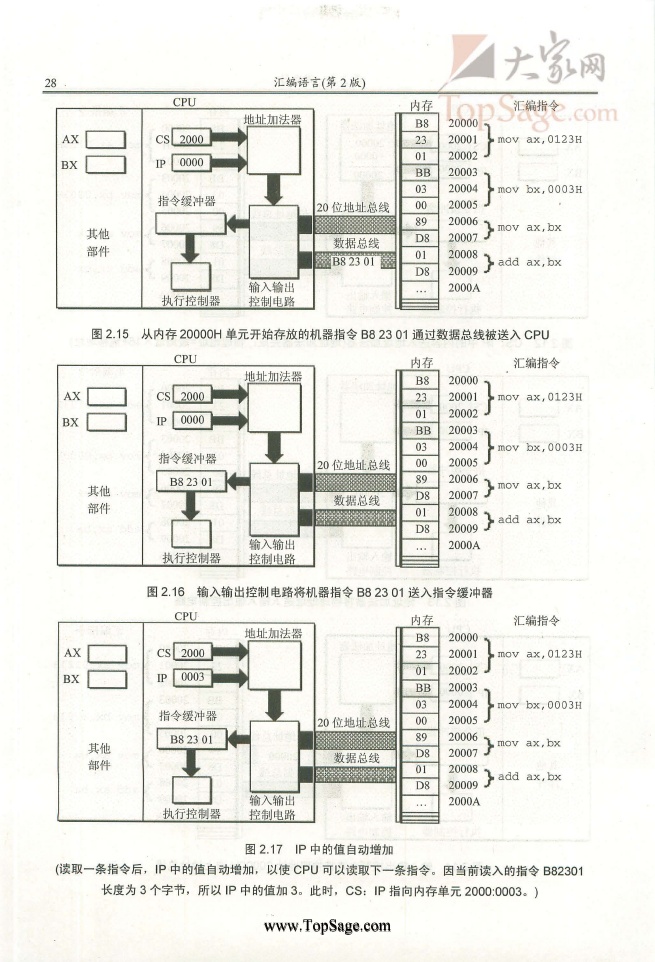 大家网
TopSage.com
28
汇编语言(第 2 版)
CPU
内存
汇编指令
地址加法器
AX
BX
CS
2000
IP
0000
指令缓冲器
其他
部件
执行控制器
输入输出
控制电路
20 位地址总线
数据总线
B8 23 01
B8 20000
23 20001 mov ax,0123H
01 20002
BB 20003
03 20004 mov bx,0003H
00 20005
89 20006 mov ax,bx
D8 20007
01 20008 add ax,bx
D8 20009
… 2000A
图 2.15 从内存 20000H 单元开始存放的机器指令 B8 23 01 通过数据总线被送入 CPU
CPU
内存
汇编指令
地址加法器
AX
BX
CS
2000
IP
0000
指令缓冲器
B8 23 01
其他
部件
执行控制器
输入输出
控制电路
20 位地址总线
数据总线
B8 20000
23 20001 mov ax,0123H
01 20002
BB 20003
03 20004 mov bx,0003H
00 20005
89 20006 mov ax,bx
D8 20007
01 20008 add ax,bx
D8 20009
… 2000A
图 2.16 输入输出控制电路将机器指令 B8 23 01 送入指令缓冲器
CPU
内存
汇编指令
地址加法器
AX
BX
CS
2000
IP
0003
指令缓冲器
B8 23 01
其他
部件
执行控制器
输入输出
控制电路
20 位地址总线
数据总线
B8 20000
23 20001 mov ax,0123H
01 20002
BB 20003
03 20004 mov bx,0003H
00 20005
89 20006 mov ax,bx
D8 20007
01 20008 add ax,bx
D8 20009
… 2000A
图 2.17 IP 中的值自动增加
(读取一条指令后，IP 中的值自动增加，以使 CPU 可以读取下一条指令。因当前读入的指令 B82301
长度为 3 个字节，所以 IP 中的值加 3。此时，CS：IP 指向内存单元 2000:0003。)
www.TopSage.com